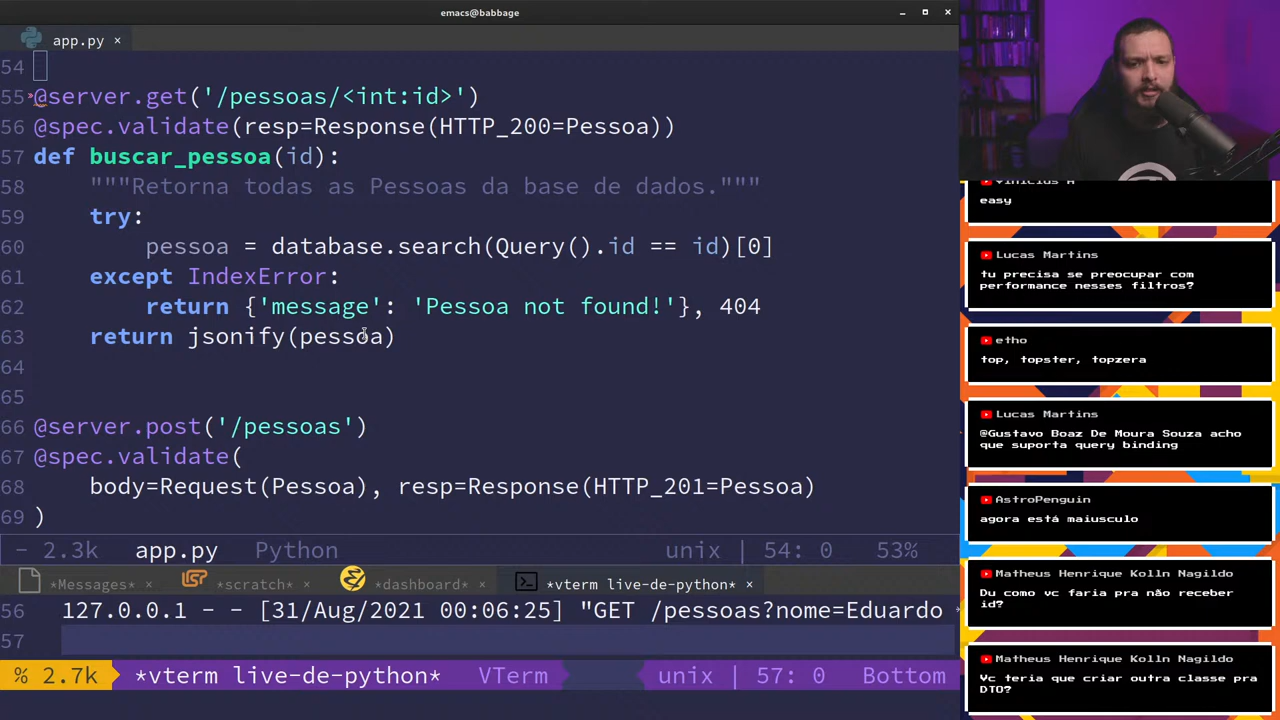 emacs@babbage
app.py ×
54
55 @server.get('/pessoas/<int:id>')
56 @spec.validate(resp=Response(HTTP_200=Pessoa))
57 def buscar_pessoa(id):
58 """Retorna todas as Pessoas da base de dados."""
59 try:
60 pessoa = database.search(Query().id == id)[0]
61 except IndexError:
62 return {'message': 'Pessoa not found!'}, 404
63 return jsonify(pessoa)
64
65
66 @server.post('/pessoas')
67 @spec.validate(
68 body=Request(Pessoa), resp=Response(HTTP_201=Pessoa)
69 )
- 2.3k app.py Python unix | 54: 0 53%
*Messages* × *scratch* × *dashboard* × *vterm live-de-python* ×
56 127.0.0.1 - - [31/Aug/2021 00:06:25] "GET /pessoas?nome=Eduardo
57
% 2.7k *vterm live-de-python* VTerm unix | 57: 0 Bottom
Vinicius A
easy
Lucas Martins
tu precisa se preocupar com
performance nesses filtros?
etho
top, topster, topzera
Lucas Martins
@Gustavo Boaz De Moura Souza acho
que suporta query binding
AstroPenguin
agora está maiusculo
Matheus Henrique Kolln Nagildo
Du como vc faria pra não receber
id?
Matheus Henrique Kolln Nagildo
Vc teria que criar outra classe pra
DTO?